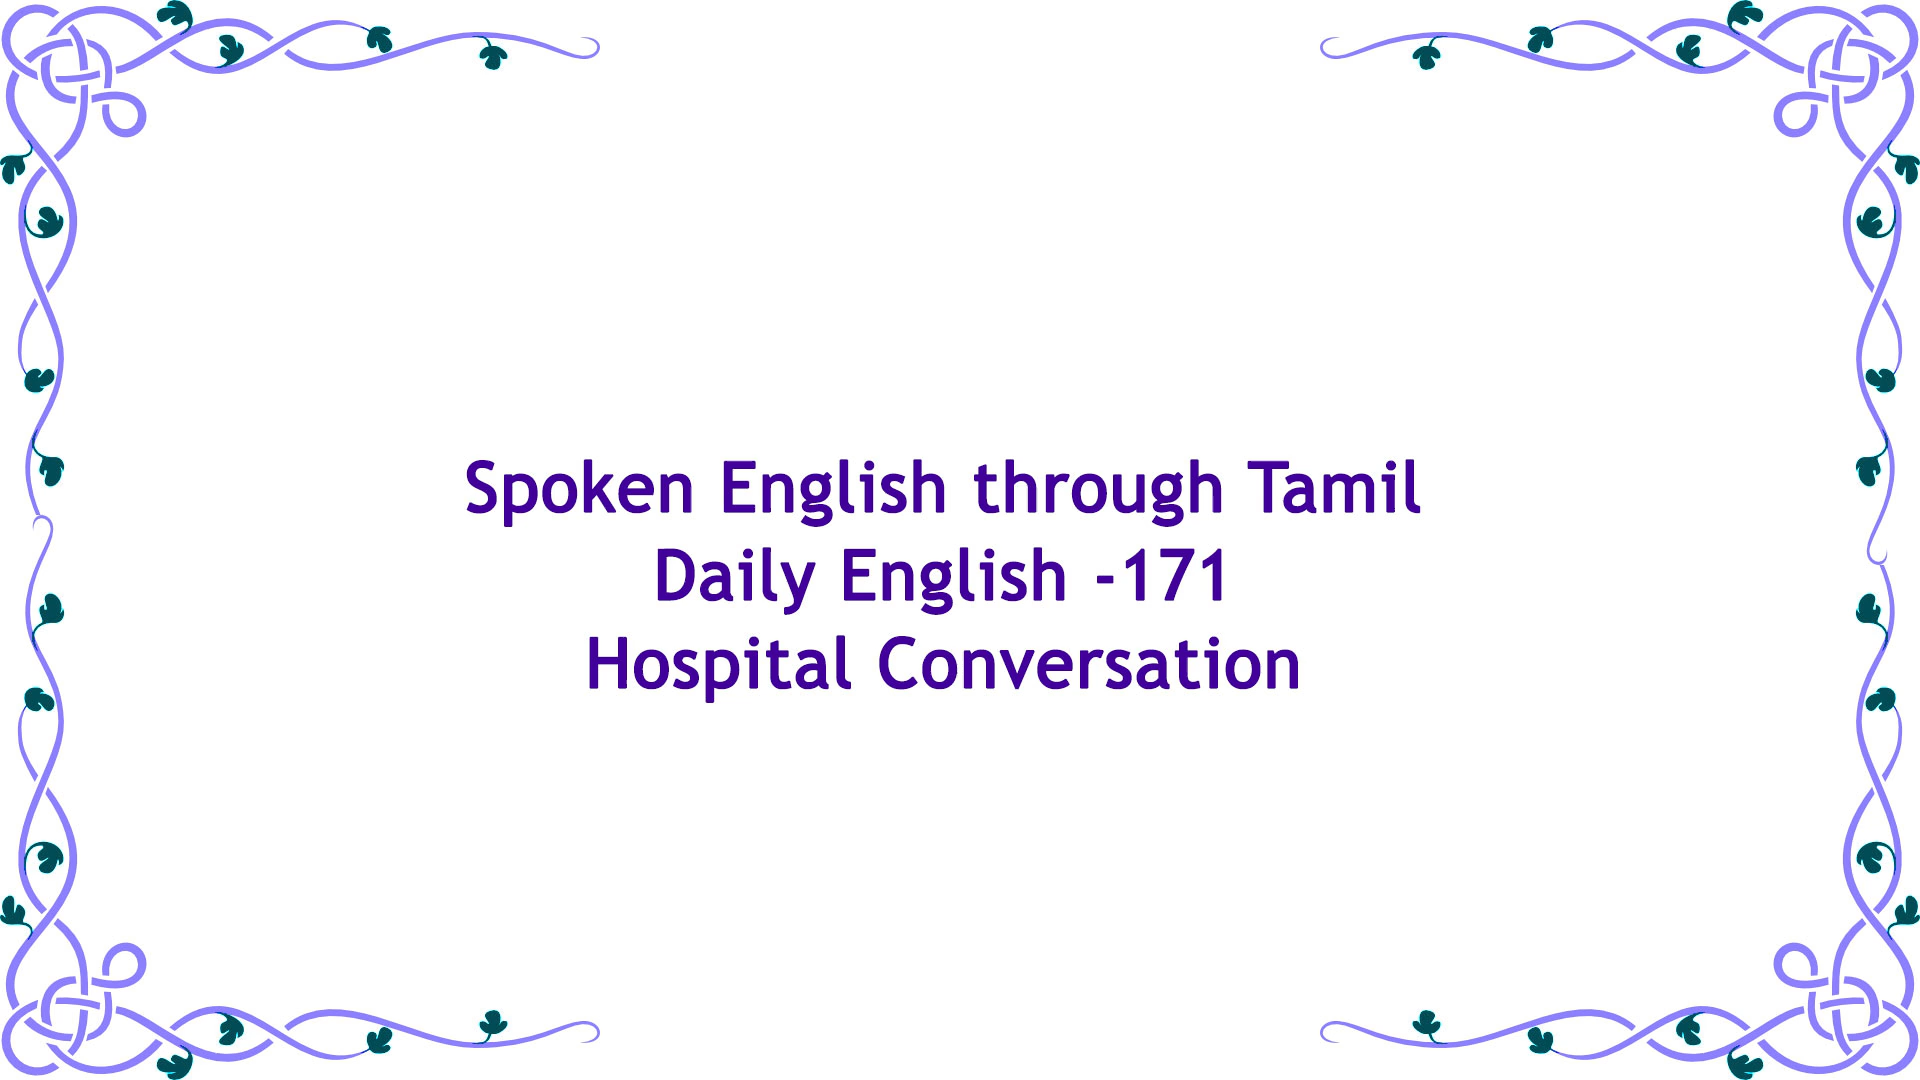 Spoken English through Tamil
Daily English -171
Hospital Conversation